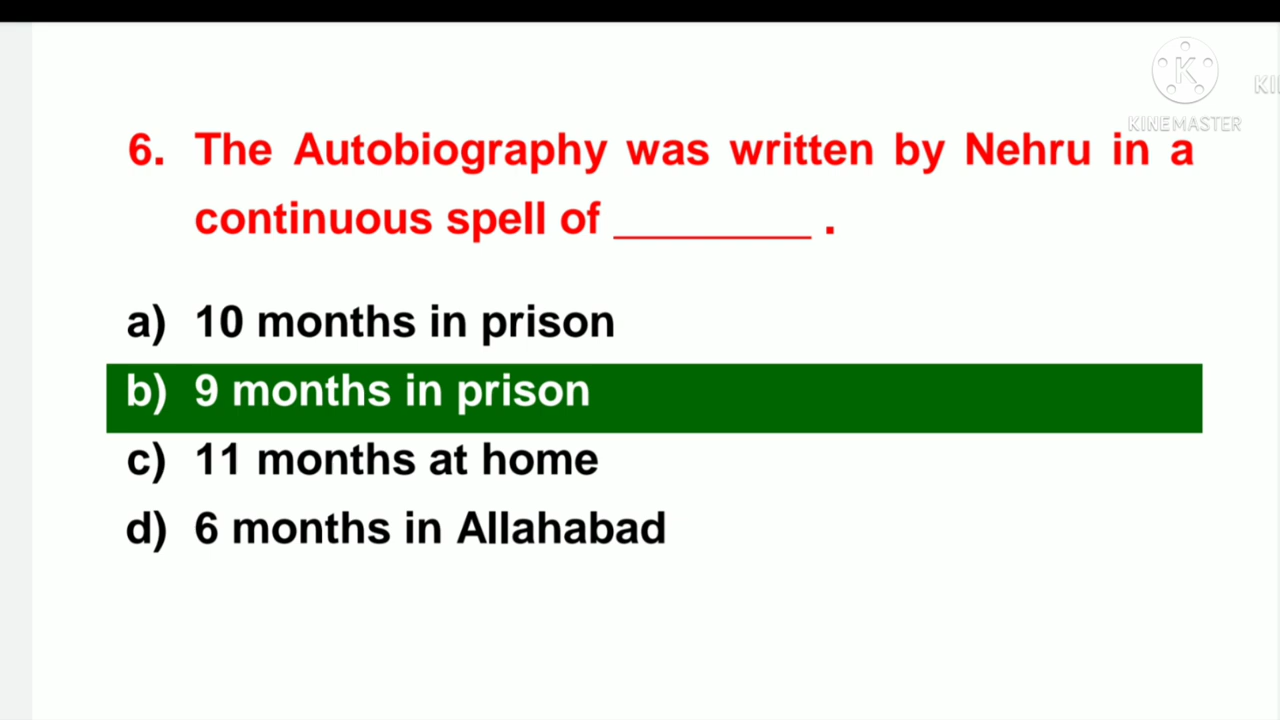 K
KINEMASTER
KI
6. The Autobiography was written by Nehru in a
continuous spell of ________ .
a) 10 months in prison
b) 9 months in prison
c) 11 months at home
d) 6 months in Allahabad